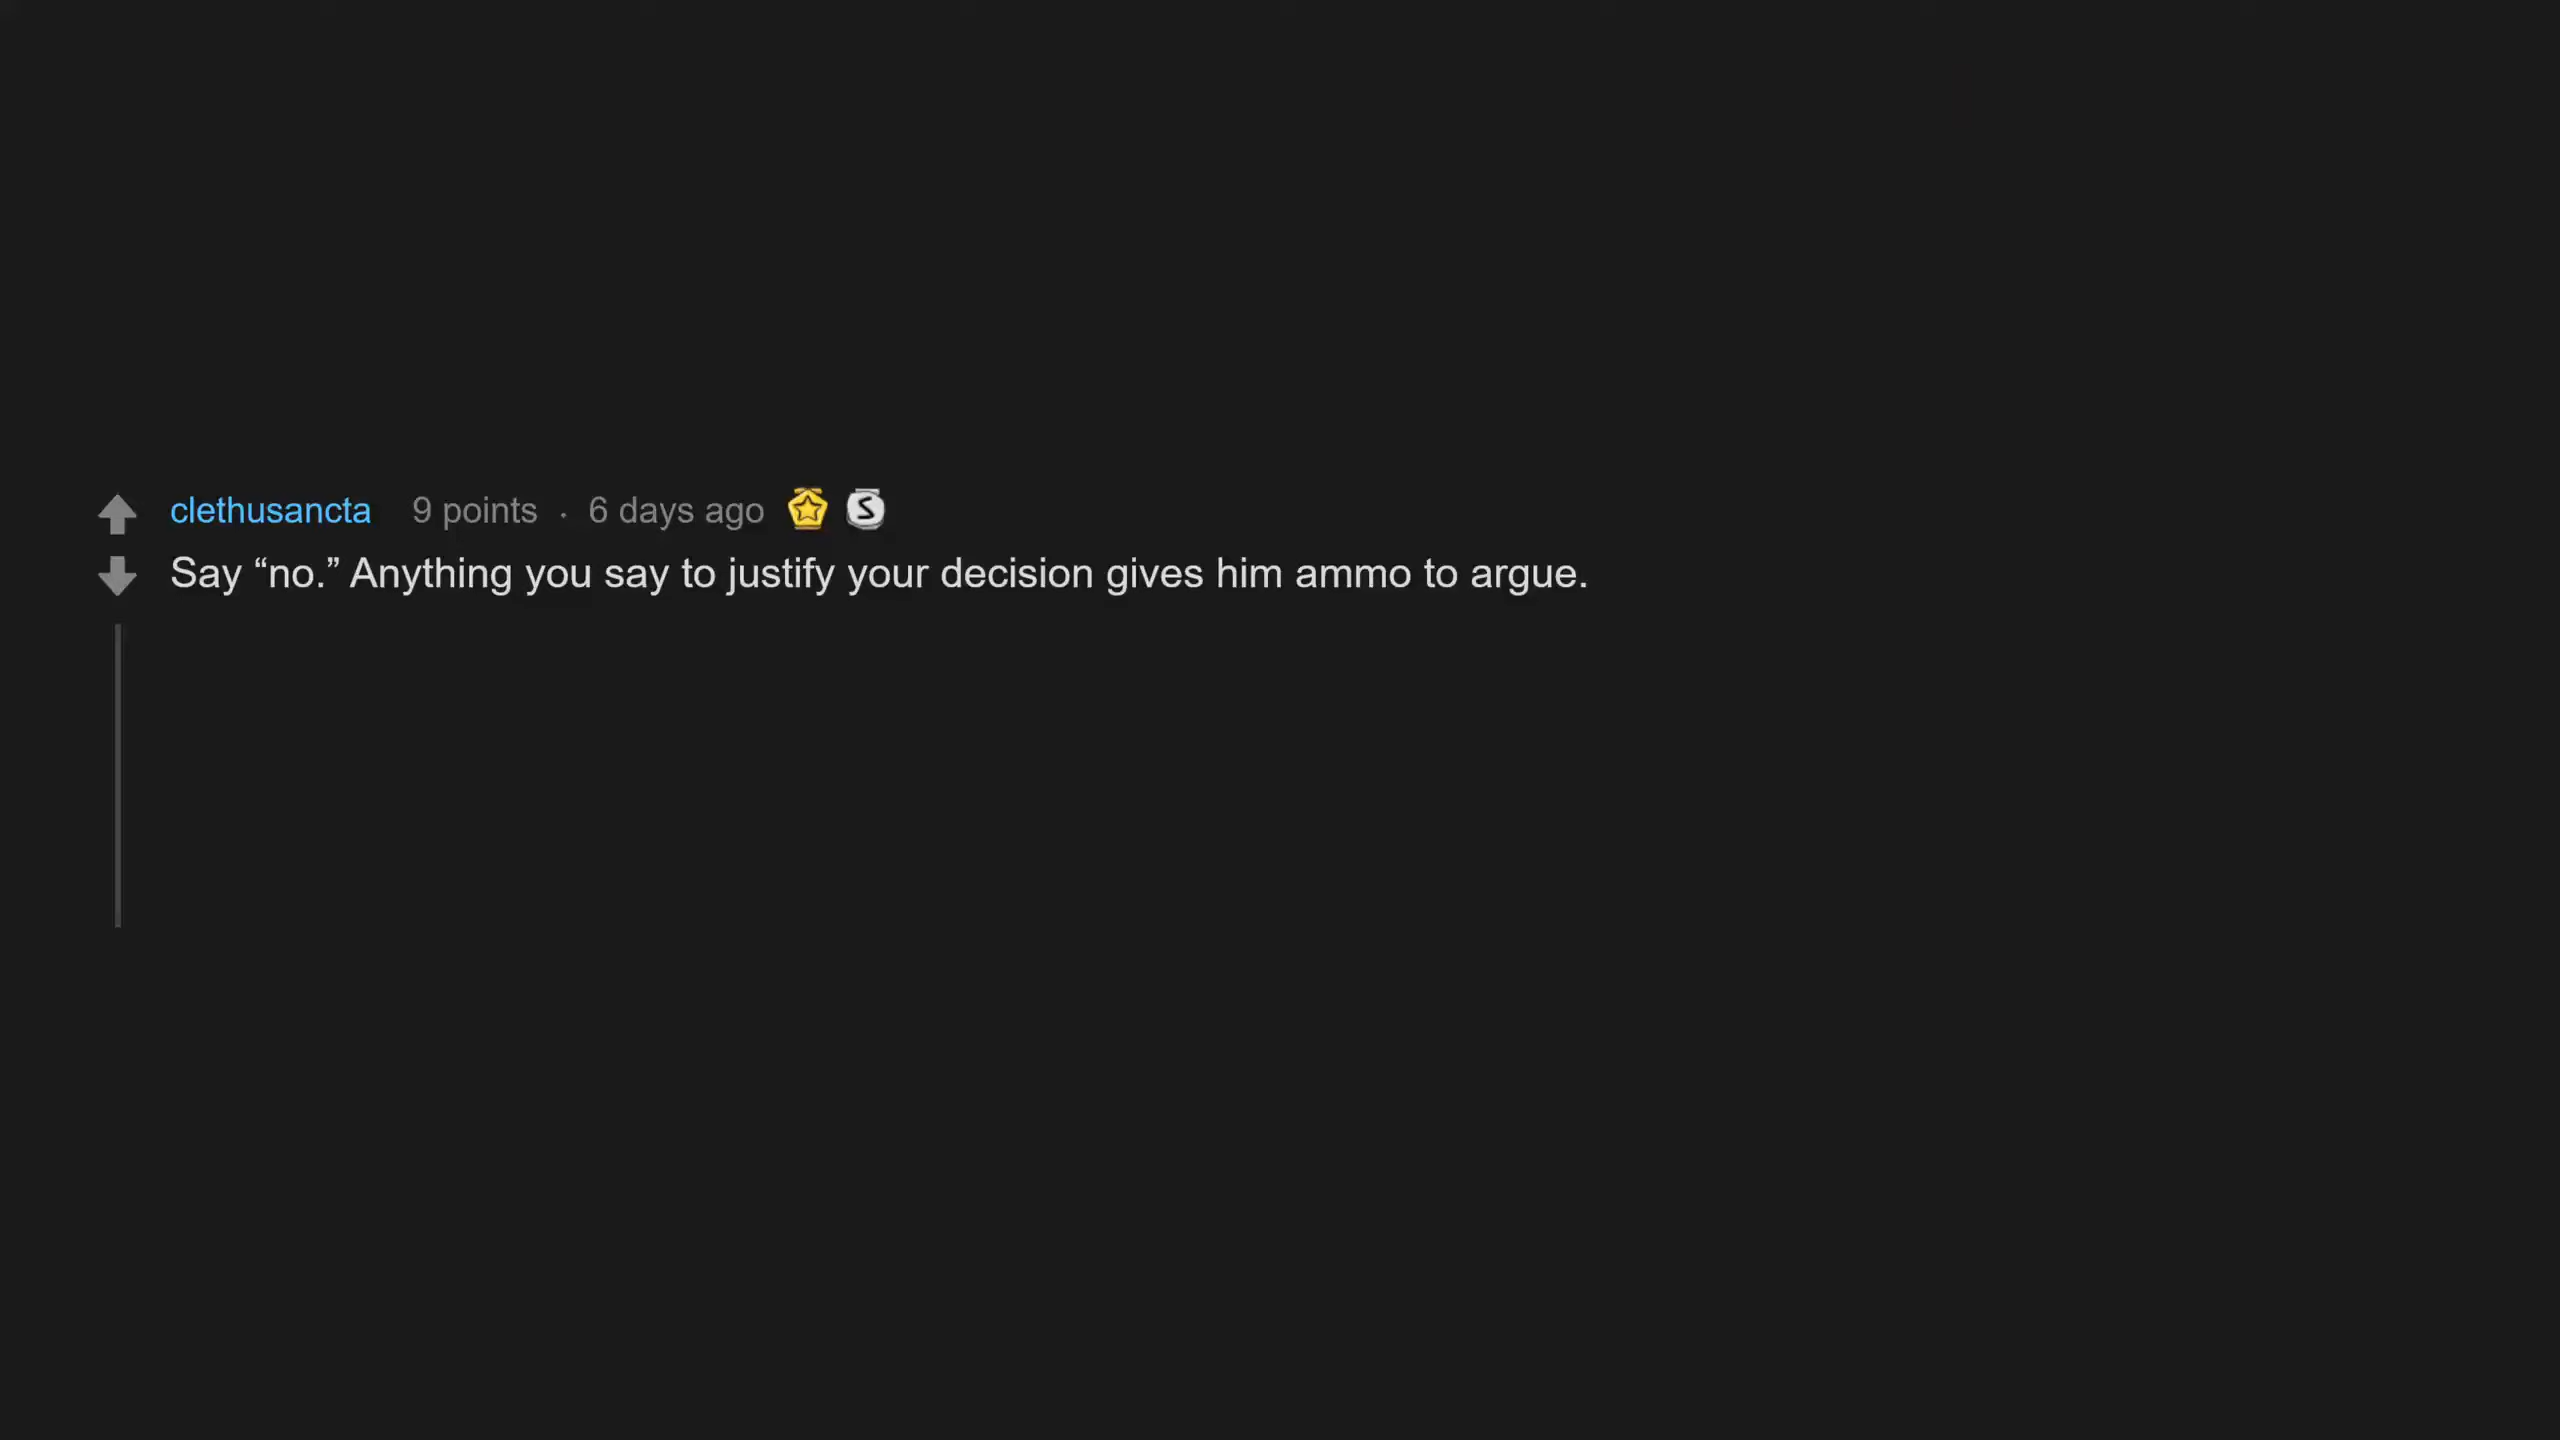 clethusancta 9 points · 6 days ago S
Say “no.” Anything you say to justify your decision gives him ammo to argue.